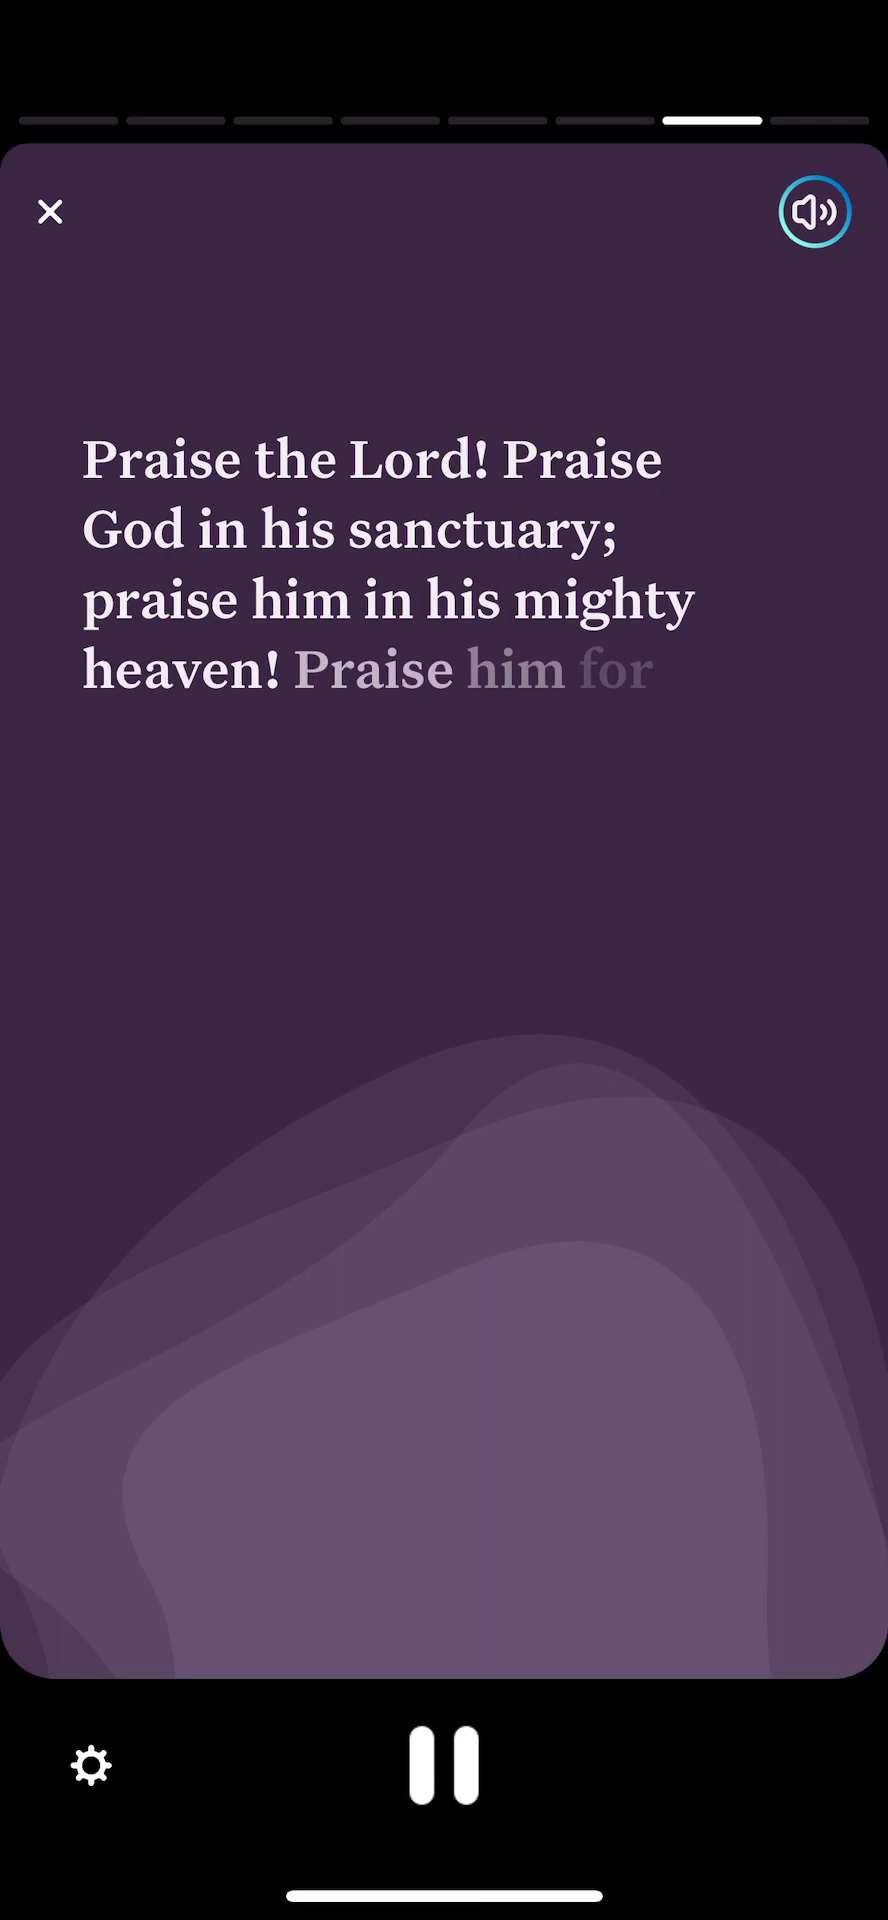 Praise the Lord! Praise
God in his sanctuary;
praise him in his mighty
heaven! Praise him for